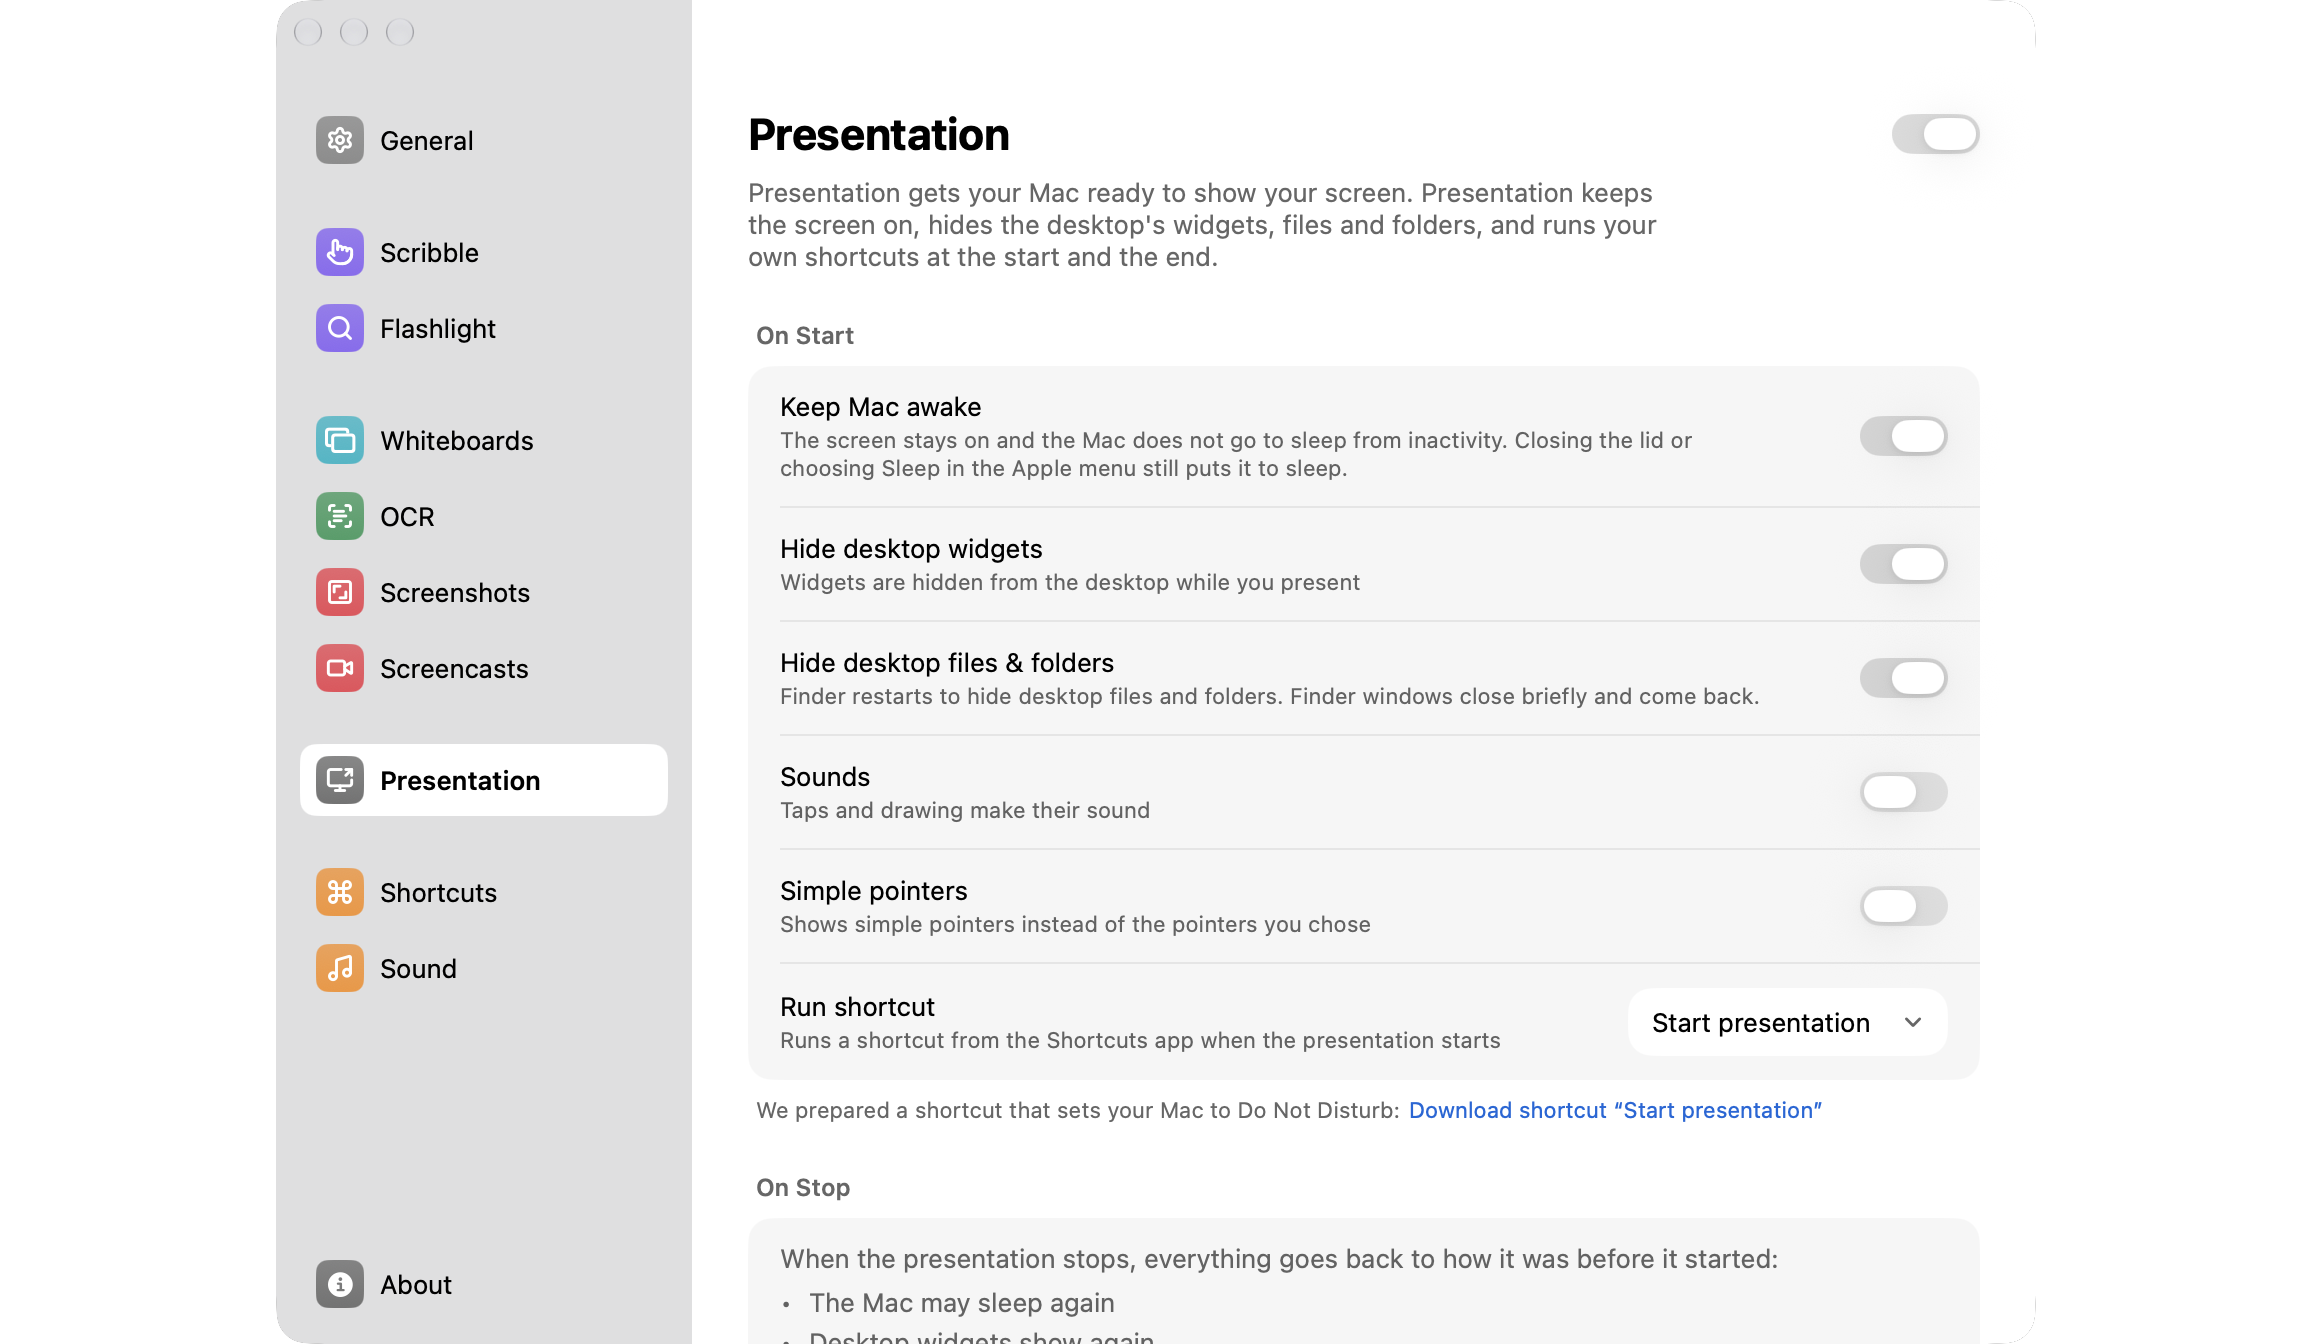 General
Scribble
Flashlight
Whiteboards
OCR
Screenshots
Screencasts
Presentation
Shortcuts
Sound
About
Presentation
Presentation gets your Mac ready to show your screen. Presentation keeps
the screen on, hides the desktop's widgets, files and folders, and runs your
own shortcuts at the start and the end.
On Start
Keep Mac awake
The screen stays on and the Mac does not go to sleep from inactivity. Closing the lid or
choosing Sleep in the Apple menu still puts it to sleep.
Hide desktop widgets
Widgets are hidden from the desktop while you present
Hide desktop files & folders
Finder restarts to hide desktop files and folders. Finder windows close briefly and come back.
Sounds
Taps and drawing make their sound
Simple pointers
Shows simple pointers instead of the pointers you chose
Run shortcut
Runs a shortcut from the Shortcuts app when the presentation starts
Start presentation
We prepared a shortcut that sets your Mac to Do Not Disturb: Download shortcut “Start presentation”
On Stop
When the presentation stops, everything goes back to how it was before it started:
• The Mac may sleep again
• Desktop widgets show again